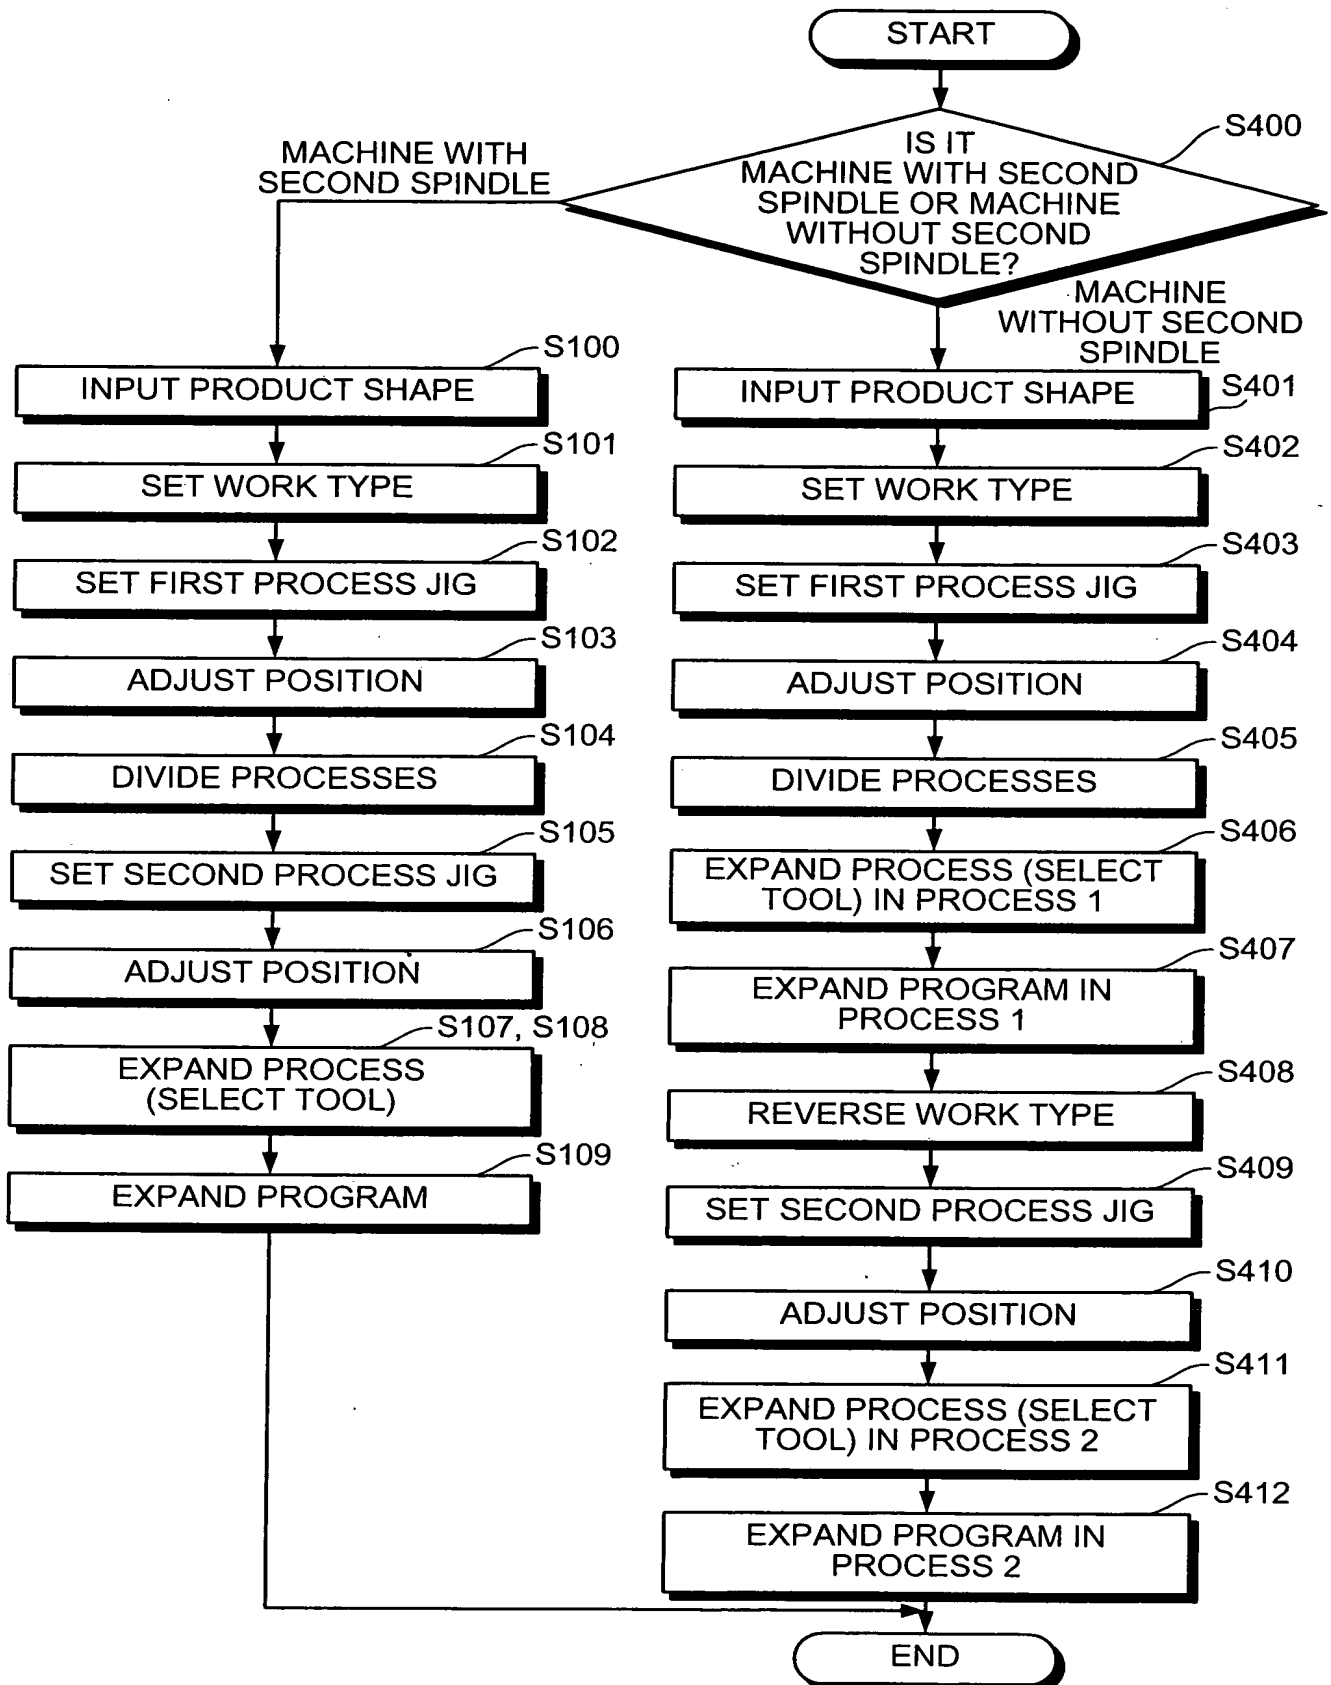 START
IS IT
MACHINE WITH SECOND
SPINDLE OR MACHINE
WITHOUT SECOND
SPINDLE?
S400
MACHINE WITH
SECOND SPINDLE
MACHINE
WITHOUT SECOND
SPINDLE
S100
INPUT PRODUCT SHAPE
S101
SET WORK TYPE
S102
SET FIRST PROCESS JIG
S103
ADJUST POSITION
S104
DIVIDE PROCESSES
S105
SET SECOND PROCESS JIG
S106
ADJUST POSITION
S107, S108
EXPAND PROCESS
(SELECT TOOL)
S109
EXPAND PROGRAM
S401
INPUT PRODUCT SHAPE
S402
SET WORK TYPE
S403
SET FIRST PROCESS JIG
S404
ADJUST POSITION
S405
DIVIDE PROCESSES
S406
EXPAND PROCESS (SELECT
TOOL) IN PROCESS 1
S407
EXPAND PROGRAM IN
PROCESS 1
S408
REVERSE WORK TYPE
S409
SET SECOND PROCESS JIG
S410
ADJUST POSITION
S411
EXPAND PROCESS (SELECT
TOOL) IN PROCESS 2
S412
EXPAND PROGRAM IN
PROCESS 2
END